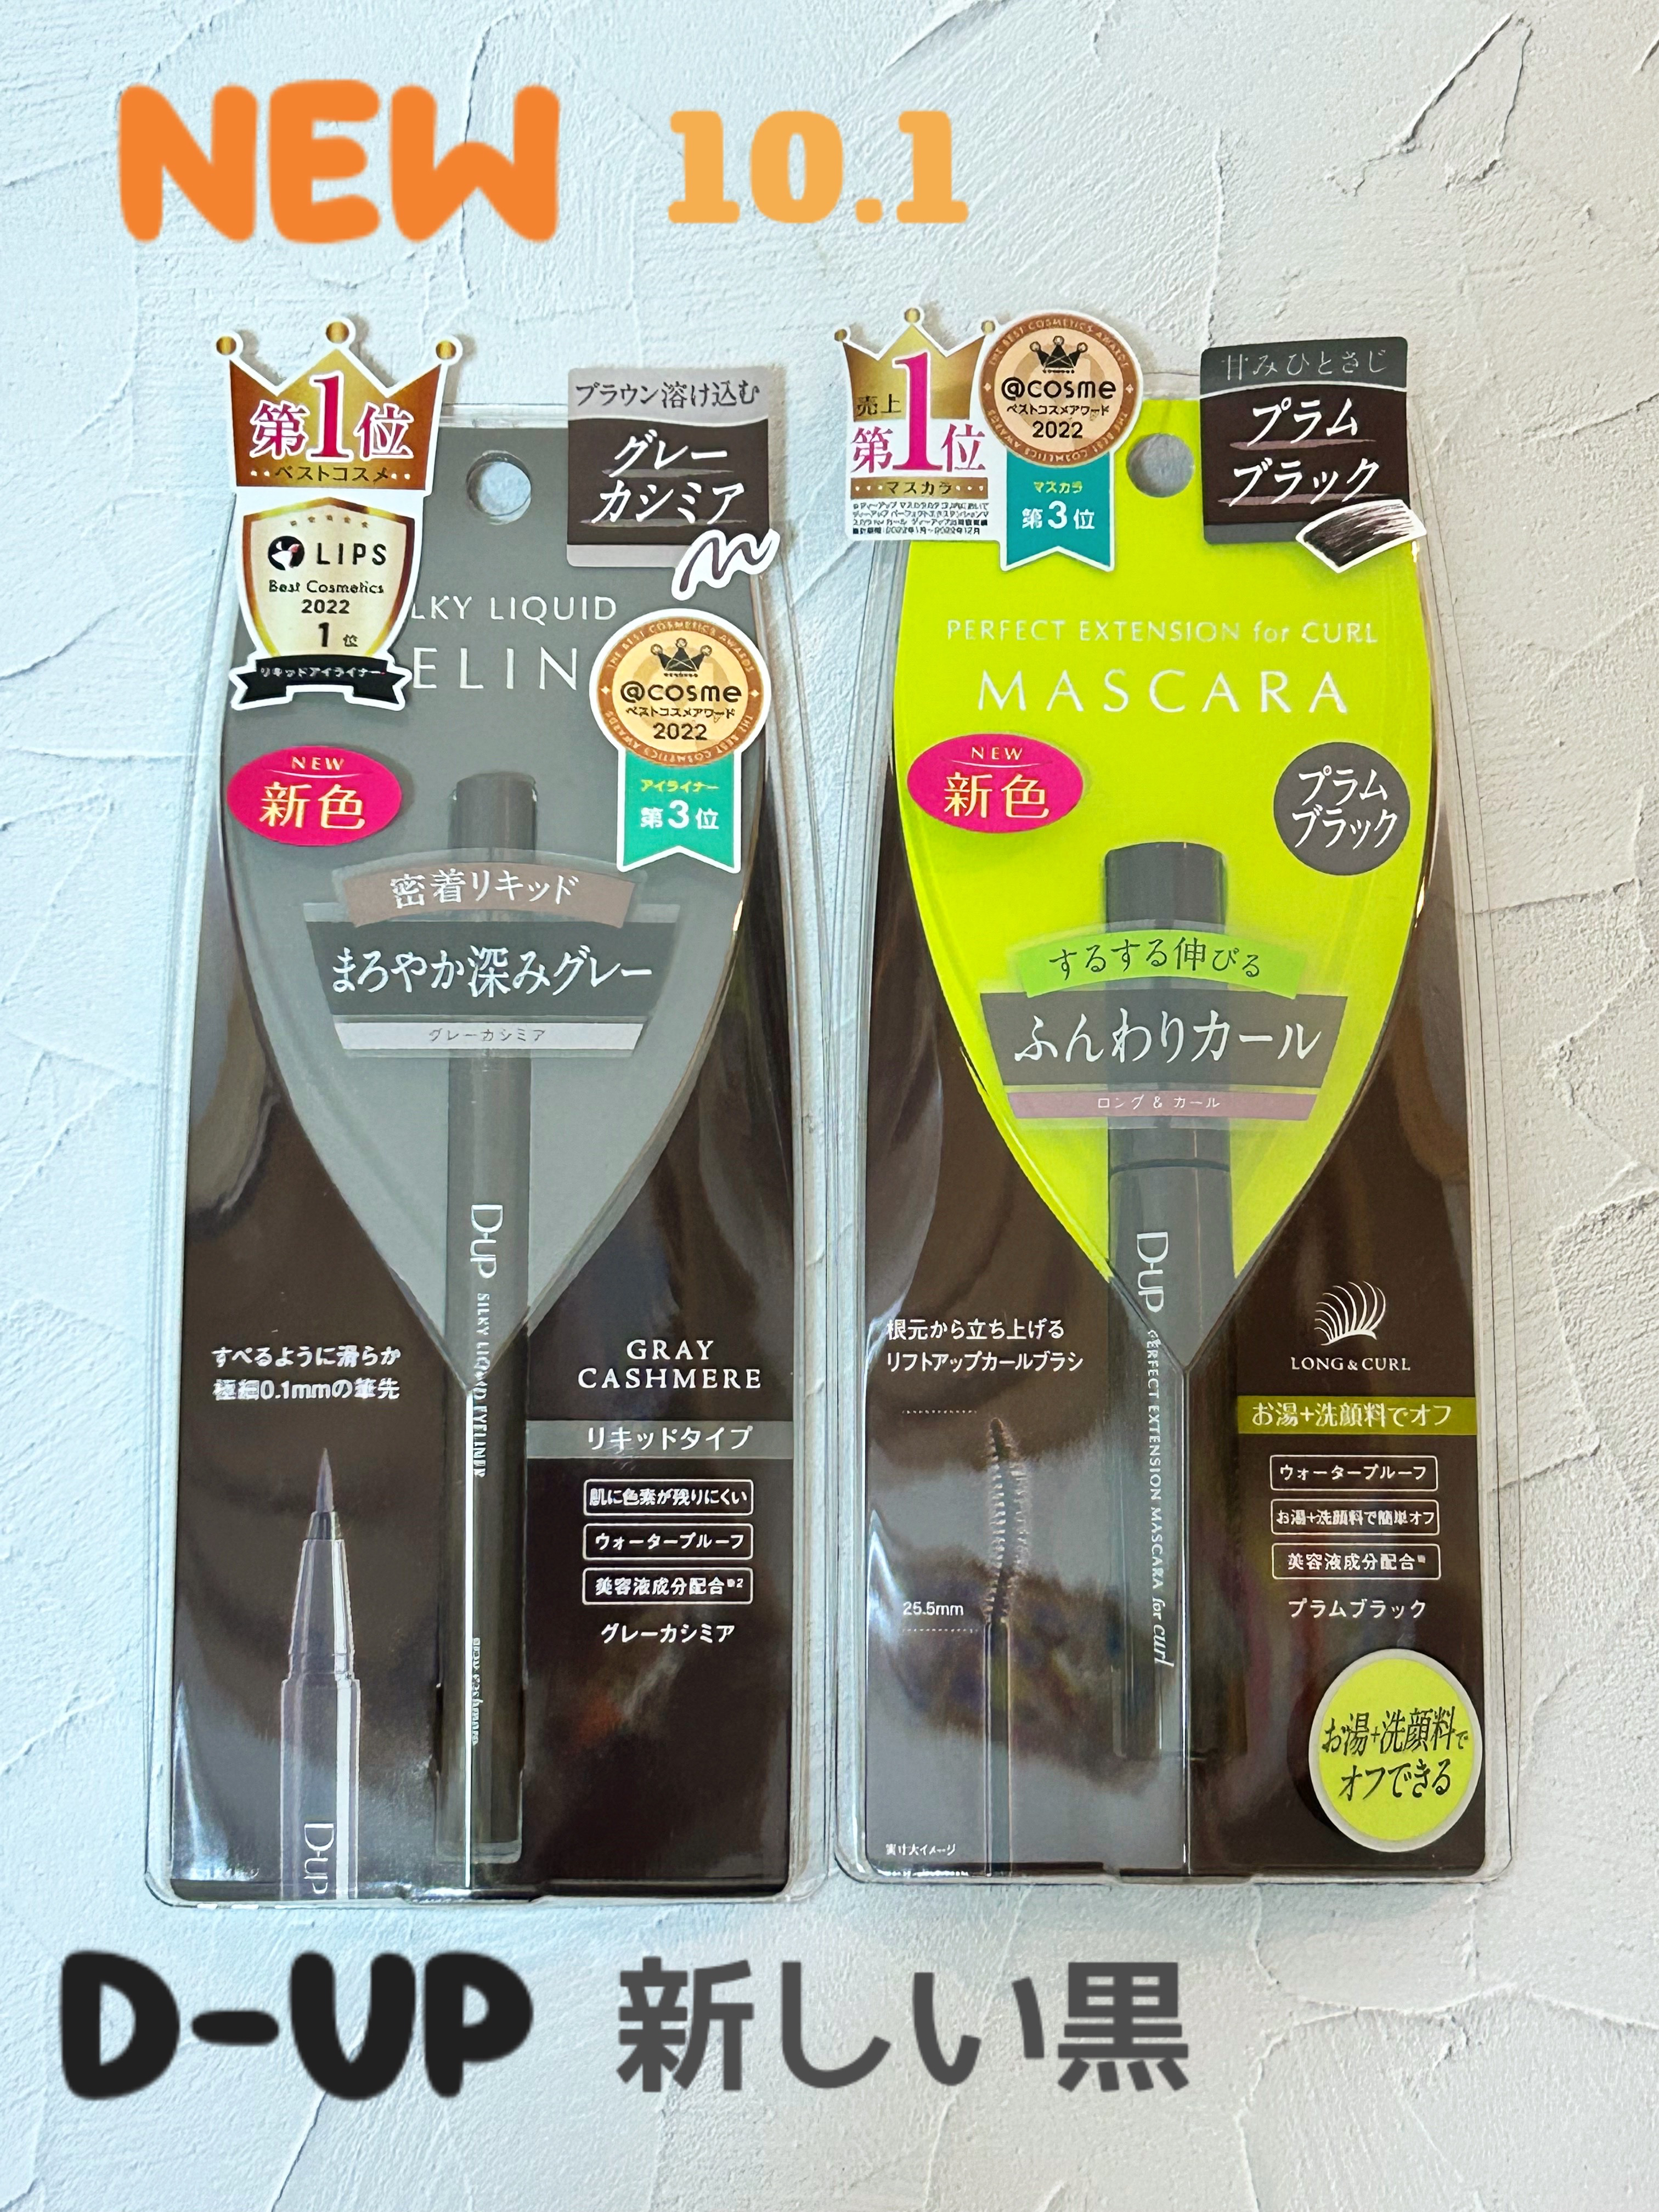 NEW 10.1
第1位
ベストコスメ
LIPS
Best Cosmetics
2022
1位
リキッドアイライナー
ブラウン溶け込む
グレー
カシミア
LKY LIQUID
ELIN
@cosme
ベストコスメアワード
2022
アイライナー
第3位
NEW
新色
密着リキッド
まろやか深みグレー
グレーカシミア
D-UP SILKY LIQUID EYELINER
すべるように滑らか
極細0.1mmの筆先
GRAY
CASHMERE
リキッドタイプ
肌に色素が残りにくい
ウォータープルーフ
美容液成分配合※2
グレーカシミア
D-UP
売上
第1位
マスカラ
THE BEST COSMETICS AWARDS
@cosme
ベストコスメアワード
2022
マスカラ
第3位
甘みひとさじ
プラム
ブラック
PERFECT EXTENSION for CURL
MASCARA
NEW
新色
プラム
ブラック
するする伸びる
ふんわりカール
ロング & カール
D-UP PERFECT EXTENSION MASCARA for curl
根元から立ち上げる
リフトアップカールブラシ
25.5mm
実寸大イメージ
LONG & CURL
お湯+洗顔料でオフ
ウォータープルーフ
お湯+洗顔料で簡単オフ
美容液成分配合
プラムブラック
お湯+洗顔料で
オフできる
D-UP 新しい黒